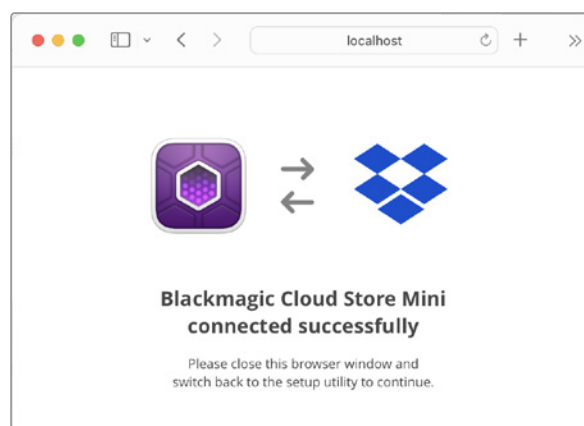 localhost
Blackmagic Cloud Store Mini
connected successfully
Please close this browser window and
switch back to the setup utility to continue.